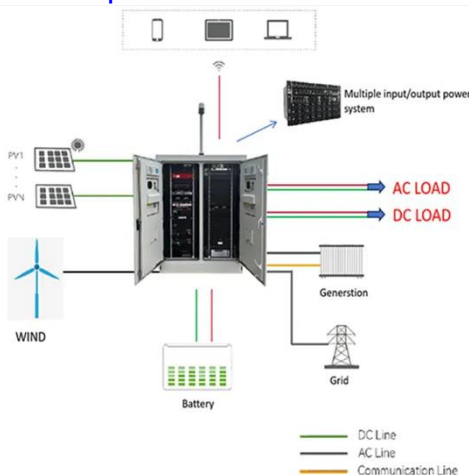 Multiple input/output power
system
PV1
PVN
AC LOAD
DC LOAD
WIND
Generstion
Grid
Battery
DC Line
AC Line
Communication Line